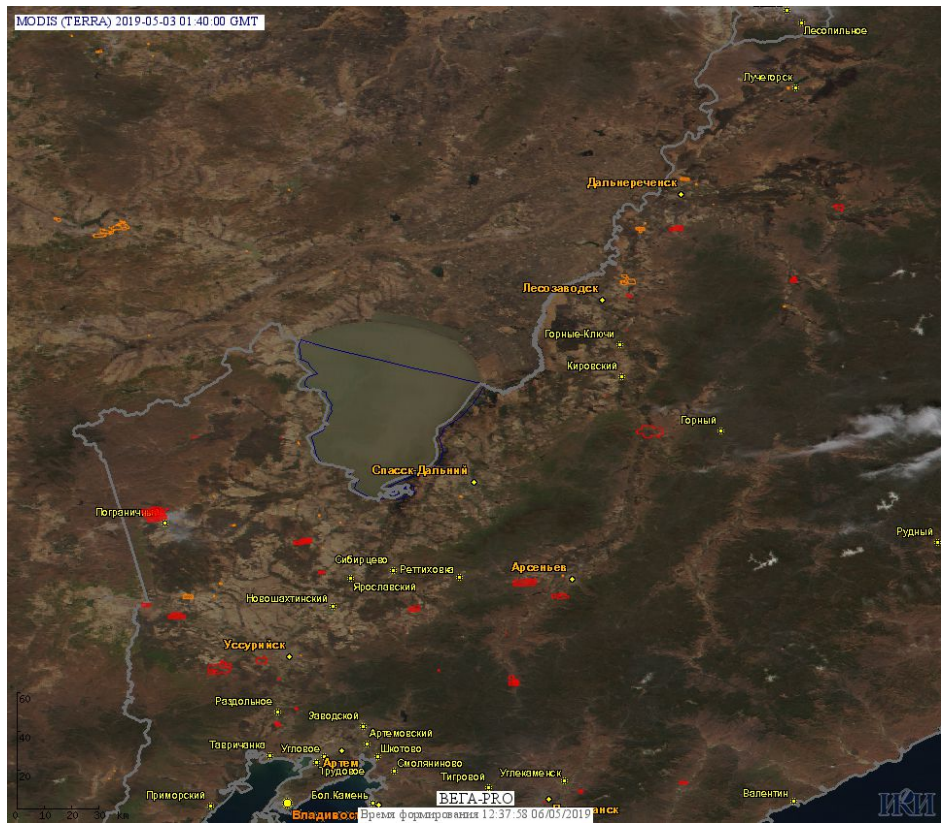 MODIS (TERRA) 2019-05-03 01:40:00 GMT
Лесопильное
Лучегорск
Дальнереченск
Лесозаводск
Горные-Ключи
Кировский
Горный
Спасск-Дальний
Пограничный
Рудный
Сибирцево
Реттиховка
Арсеньев
Ярославский
Новошахтинский
Уссурийск
Раздольное
Заводской
Артемовский
Тавричанка
Угловое
Шкотово
Артем
Смоляниново
Трудовое
Тигровой
Углекаменск
Приморский
Бол.Камень
ВЕГА-PRO
Валентин
ИКИ
Время формирования 12:37:58 06/05/2019
60
40
20
0 10 20 30 km